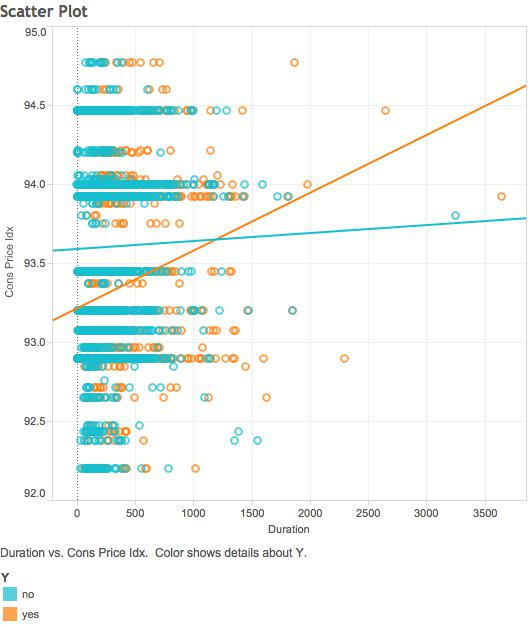 Scatter Plot
95.0
94.5
94.0
93.5
93.0
92.5
92.0
Cons Price Idx
0 500 1000 1500 2000 2500 3000 3500
Duration
Duration vs. Cons Price Idx. Color shows details about Y.
Y
no
yes